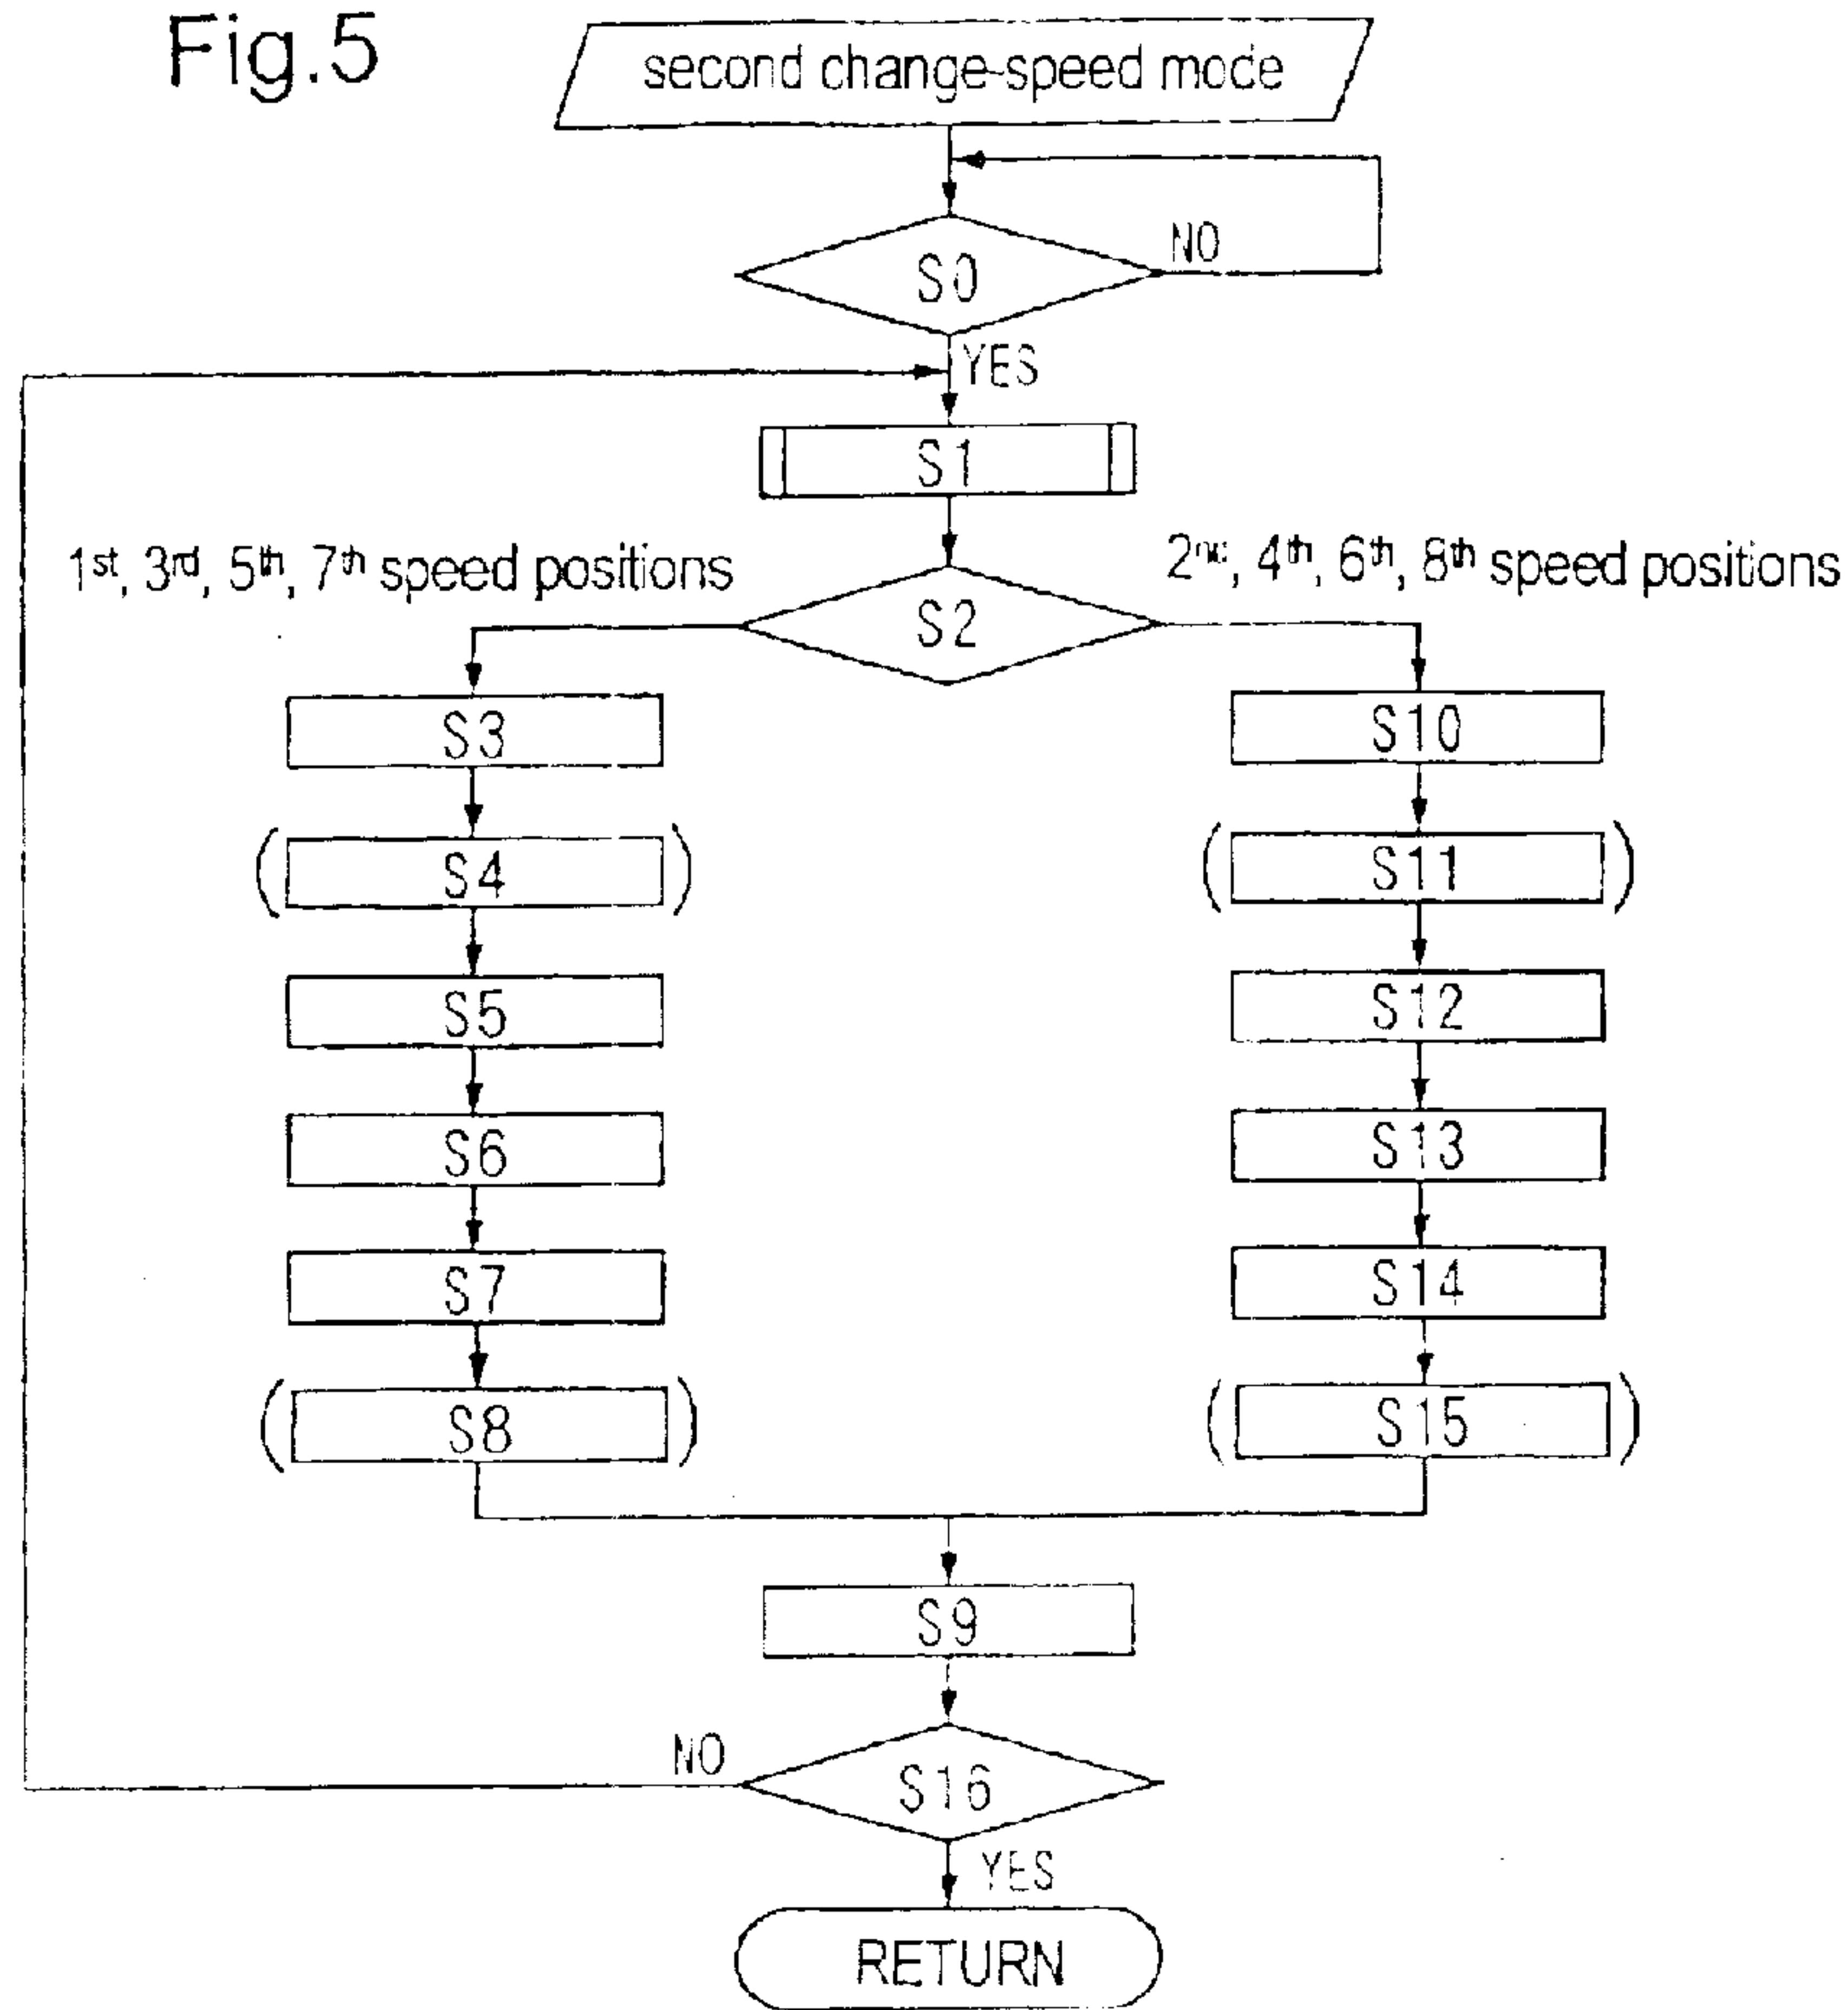 Fig.5
second change-speed mode
S0
NO
YES
S1
1st, 3rd, 5th, 7th speed positions
2nd, 4th, 6th, 8th speed positions
S2
S3
S10
S4
S11
S5
S12
S6
S13
S7
S14
S8
S15
S9
NO
S16
YES
RETURN